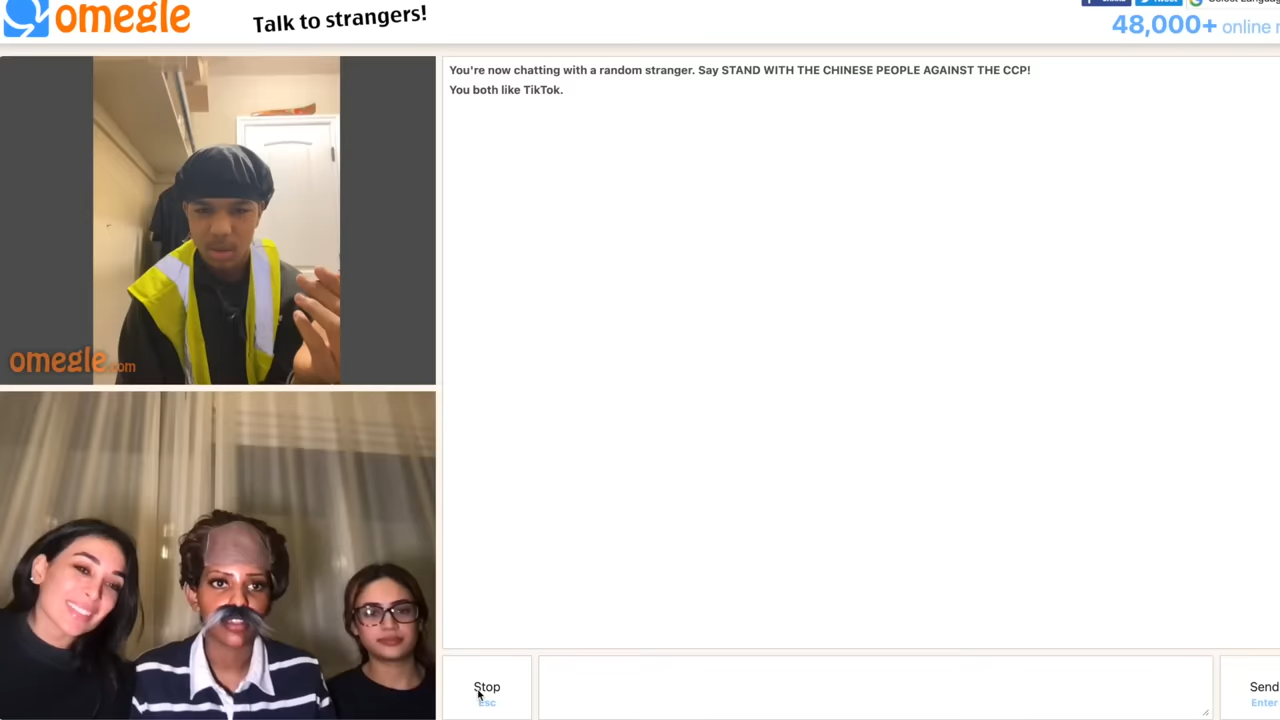 omegle
Talk to strangers!
48,000+ online
You're now chatting with a random stranger. Say STAND WITH THE CHINESE PEOPLE AGAINST THE CCP!
You both like TikTok.
omegle.com
Stop
Esc
Send
Enter